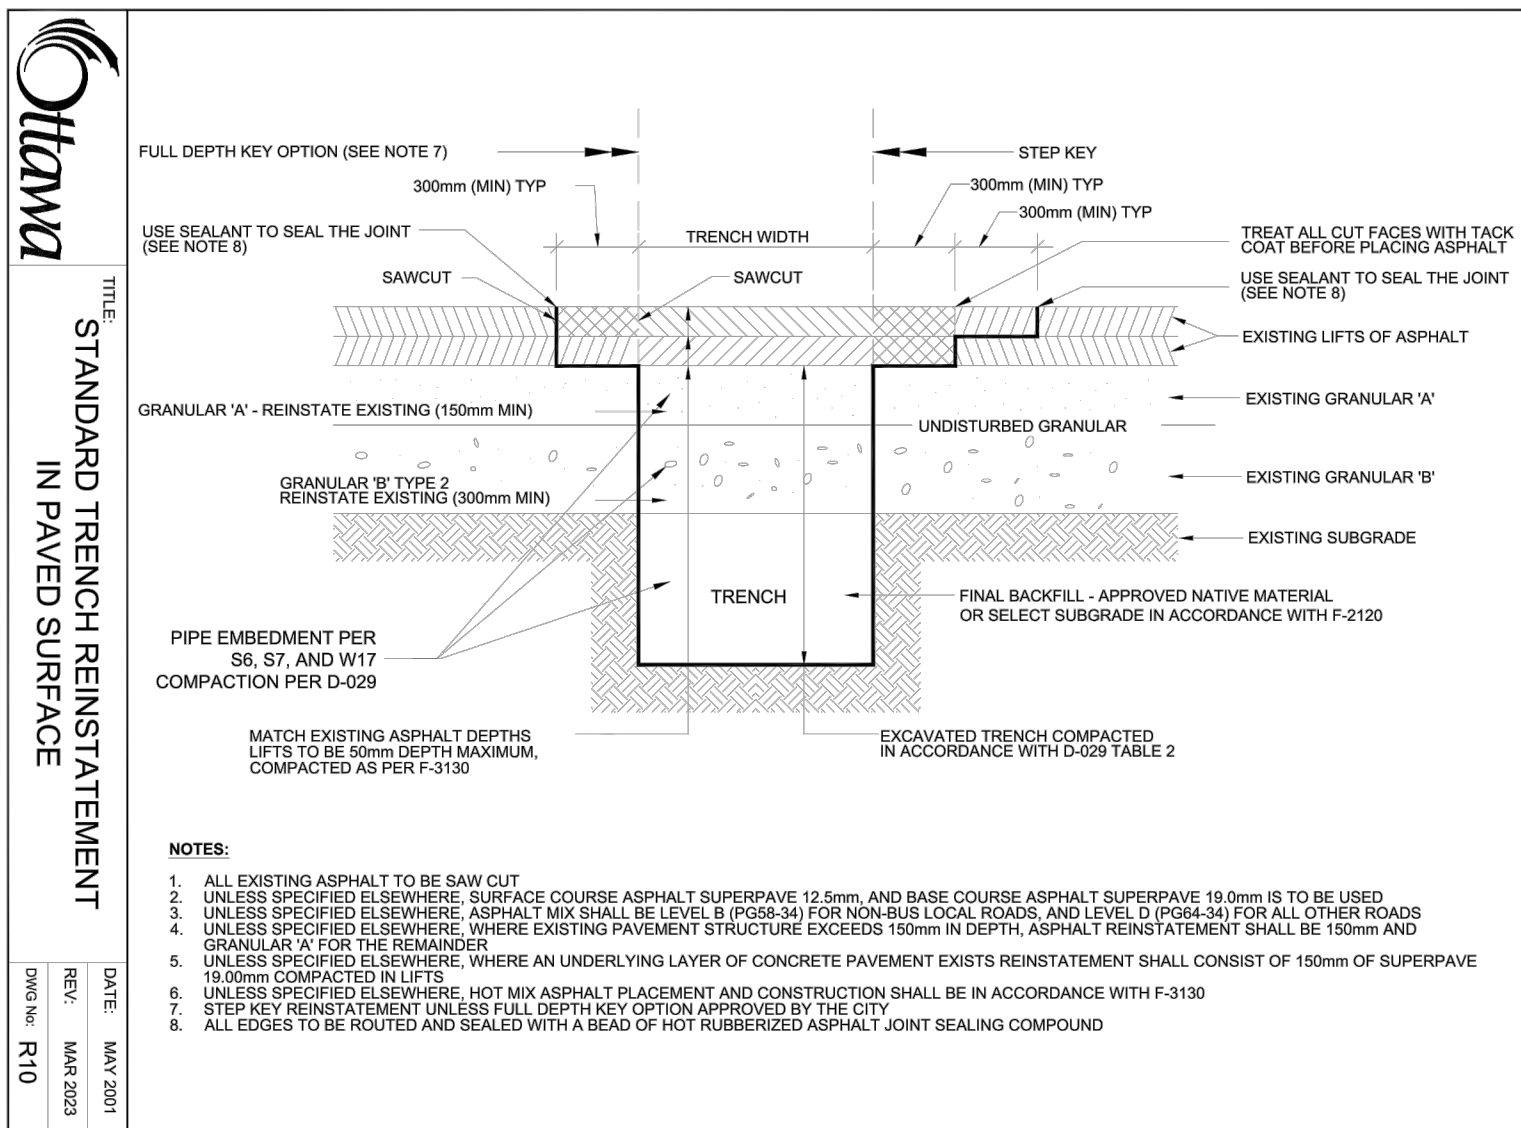 Ottawa
TITLE:
STANDARD TRENCH REINSTATEMENT
IN PAVED SURFACE
DATE: MAY 2001
REV: MAR 2023
DWG No: R10
FULL DEPTH KEY OPTION (SEE NOTE 7)
STEP KEY
300mm (MIN) TYP
300mm (MIN) TYP
300mm (MIN) TYP
USE SEALANT TO SEAL THE JOINT
(SEE NOTE 8)
TRENCH WIDTH
TREAT ALL CUT FACES WITH TACK
COAT BEFORE PLACING ASPHALT
SAWCUT
SAWCUT
USE SEALANT TO SEAL THE JOINT
(SEE NOTE 8)
EXISTING LIFTS OF ASPHALT
GRANULAR 'A' - REINSTATE EXISTING (150mm MIN)
EXISTING GRANULAR 'A'
UNDISTURBED GRANULAR
GRANULAR 'B' TYPE 2
REINSTATE EXISTING (300mm MIN)
EXISTING GRANULAR 'B'
EXISTING SUBGRADE
TRENCH
FINAL BACKFILL - APPROVED NATIVE MATERIAL
OR SELECT SUBGRADE IN ACCORDANCE WITH F-2120
PIPE EMBEDMENT PER
S6, S7, AND W17
COMPACTION PER D-029
MATCH EXISTING ASPHALT DEPTHS
LIFTS TO BE 50mm DEPTH MAXIMUM,
COMPACTED AS PER F-3130
EXCAVATED TRENCH COMPACTED
IN ACCORDANCE WITH D-029 TABLE 2
NOTES:
1. ALL EXISTING ASPHALT TO BE SAW CUT
2. UNLESS SPECIFIED ELSEWHERE, SURFACE COURSE ASPHALT SUPERPAVE 12.5mm, AND BASE COURSE ASPHALT SUPERPAVE 19.0mm IS TO BE USED
3. UNLESS SPECIFIED ELSEWHERE, ASPHALT MIX SHALL BE LEVEL B (PG58-34) FOR NON-BUS LOCAL ROADS, AND LEVEL D (PG64-34) FOR ALL OTHER ROADS
4. UNLESS SPECIFIED ELSEWHERE, WHERE EXISTING PAVEMENT STRUCTURE EXCEEDS 150mm IN DEPTH, ASPHALT REINSTATEMENT SHALL BE 150mm AND
GRANULAR 'A' FOR THE REMAINDER
5. UNLESS SPECIFIED ELSEWHERE, WHERE AN UNDERLYING LAYER OF CONCRETE PAVEMENT EXISTS REINSTATEMENT SHALL CONSIST OF 150mm OF SUPERPAVE
19.00mm COMPACTED IN LIFTS
6. UNLESS SPECIFIED ELSEWHERE, HOT MIX ASPHALT PLACEMENT AND CONSTRUCTION SHALL BE IN ACCORDANCE WITH F-3130
7. STEP KEY REINSTATEMENT UNLESS FULL DEPTH KEY OPTION APPROVED BY THE CITY
8. ALL EDGES TO BE ROUTED AND SEALED WITH A BEAD OF HOT RUBBERIZED ASPHALT JOINT SEALING COMPOUND